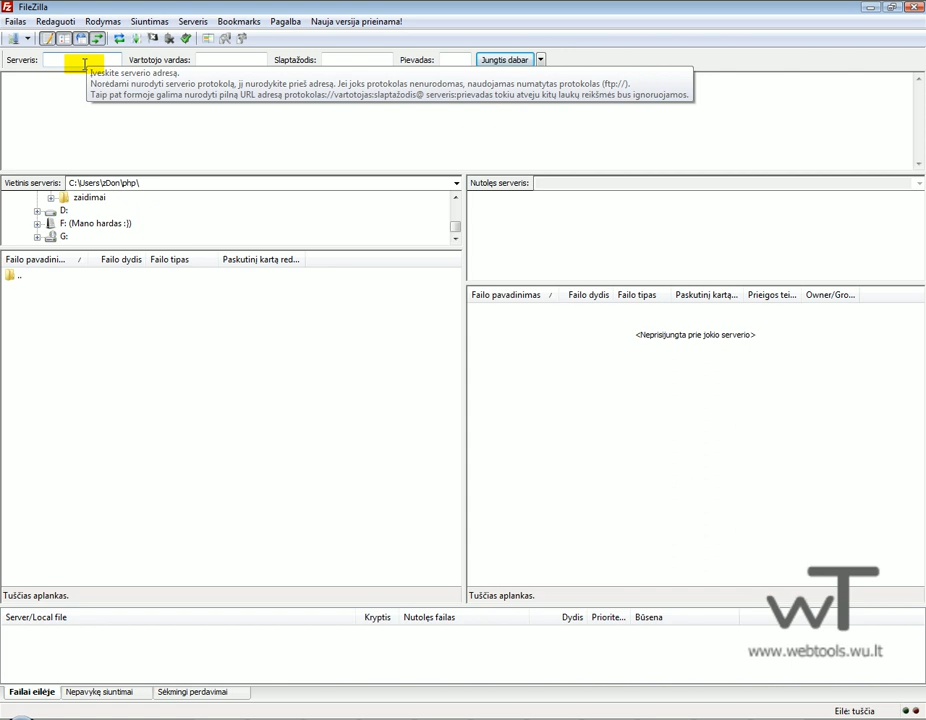 FileZilla
Failas Redaguoti Rodymas Siuntimas Serveris Bookmarks Pagalba Nauja versija prieinama!
Serveris: Vartotojo vardas: Slaptažodis: Pievadas: Jungtis dabar
Įveskite serverio adresą.
Norėdami nurodyti serverio protokolą, jį nurodykite prieš adresą. Jei joks protokolas nenurodomas, naudojamas numatytas protokolas (ftp://).
Taip pat formoje galima nurodyti pilną URL adresą protokolas://vartotojas:slaptažodis@ serveris:prievadas tokiu atveju kitų laukų reikšmės bus ignoruojamos.
Vietinis serveris: C:\Users\zDon\php\
zaidimai
D:
F: (Mano hardas :})
G:
Failo pavadini... / Failo dydis Failo tipas Paskutinį kartą red...
..
Tuščias aplankas.
Nutolęs serveris:
Failo pavadinimas / Failo dydis Failo tipas Paskutinį kartą... Prieigos tei... Owner/Gro...
<Neprisijungta prie jokio serverio>
Tuščias aplankas.
wT
www.webtools.wu.lt
Server/Local file Kryptis Nutolęs failas Dydis Priorite... Būsena
Failai eilėje Nepavykę siuntimai Sėkmingi perdavimai
Eilė: tuščia